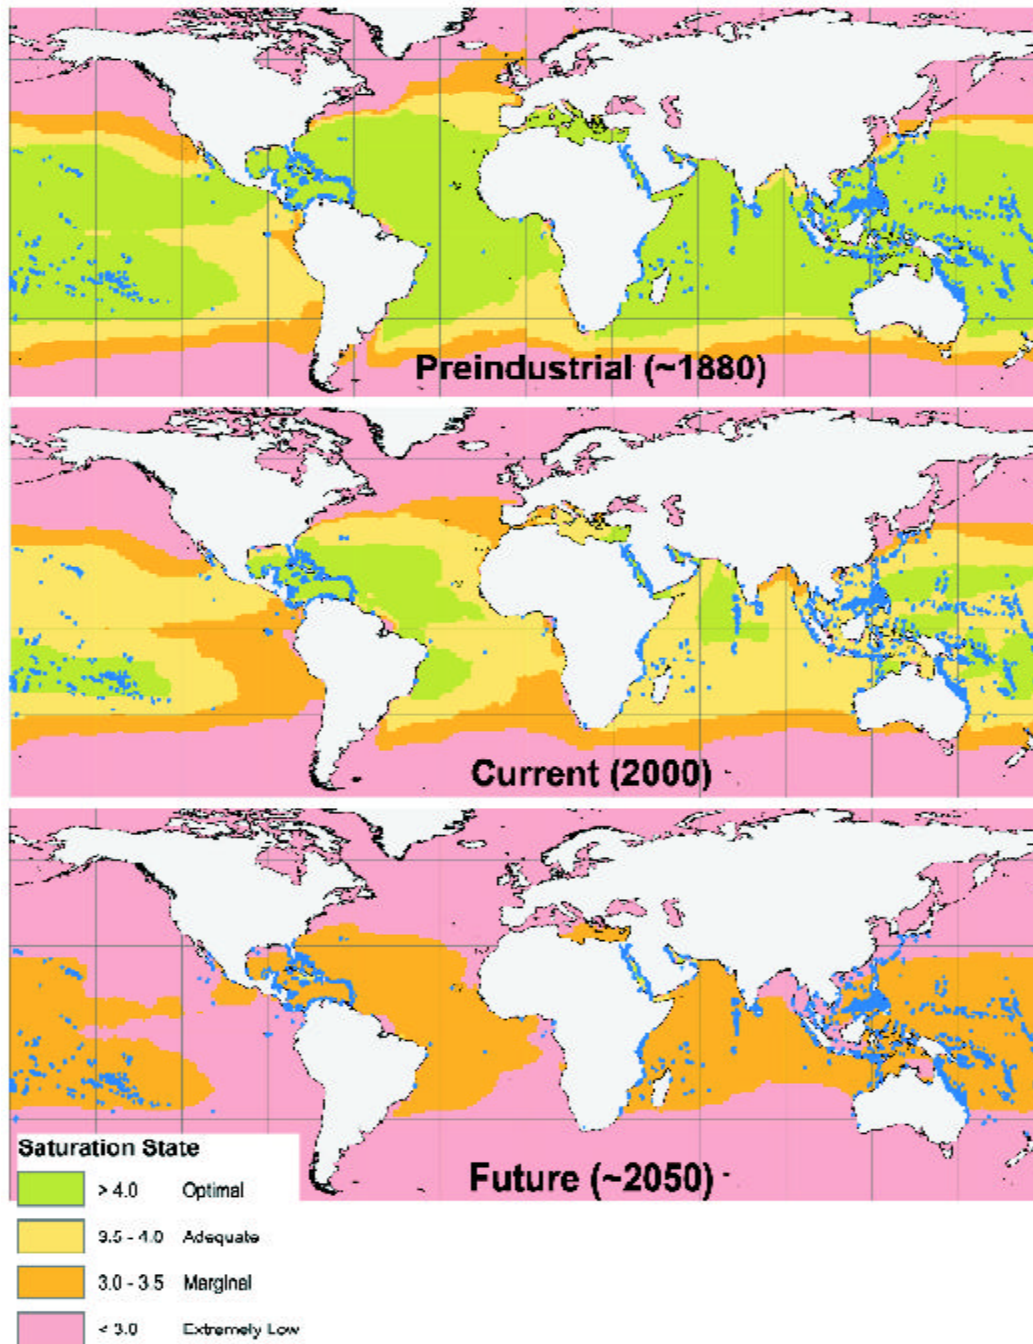 Preindustrial (~1880)
Current (2000)
Future (~2050)
Saturation State
> 4.0 Optimal
3.5 - 4.0 Adequate
3.0 - 3.5 Marginal
< 3.0 Extremely Low